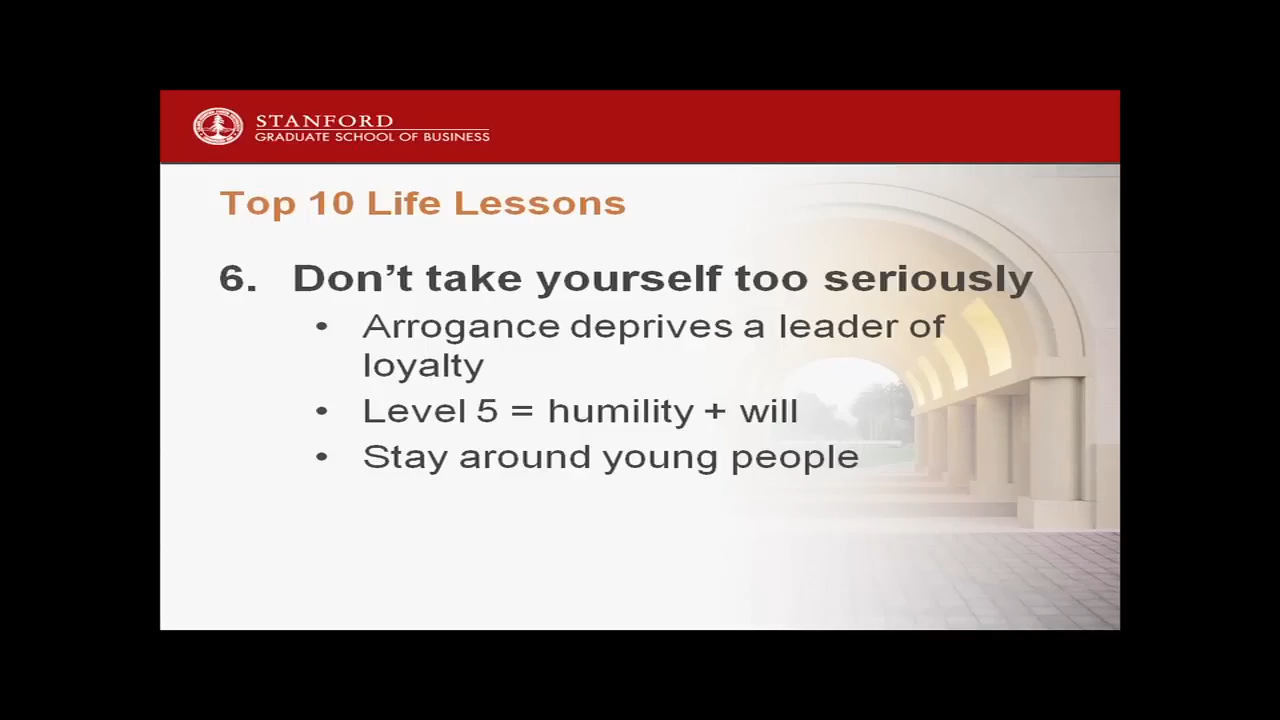 STANFORD
GRADUATE SCHOOL OF BUSINESS
Top 10 Life Lessons
6. Don’t take yourself too seriously
• Arrogance deprives a leader of
loyalty
• Level 5 = humility + will
• Stay around young people